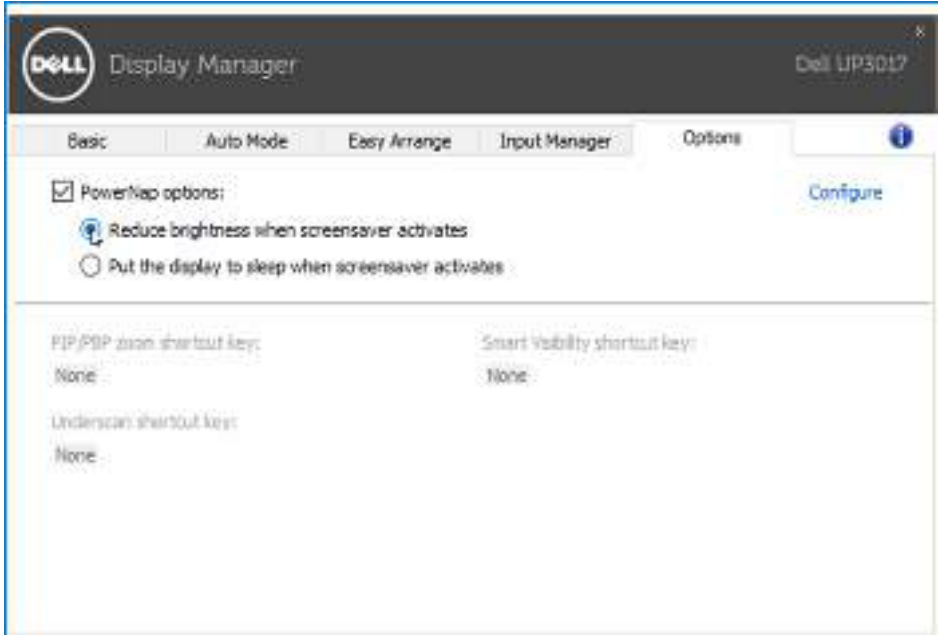 DELL Display Manager Dell UP3017
Basic Auto Mode Easy Arrange Input Manager Options
PowerNap options: Configure
Reduce brightness when screensaver activates
Put the display to sleep when screensaver activates
PIP/PBP zoom shortcut key: Smart Visibility shortcut key:
None None
Underscan shortcut key:
None